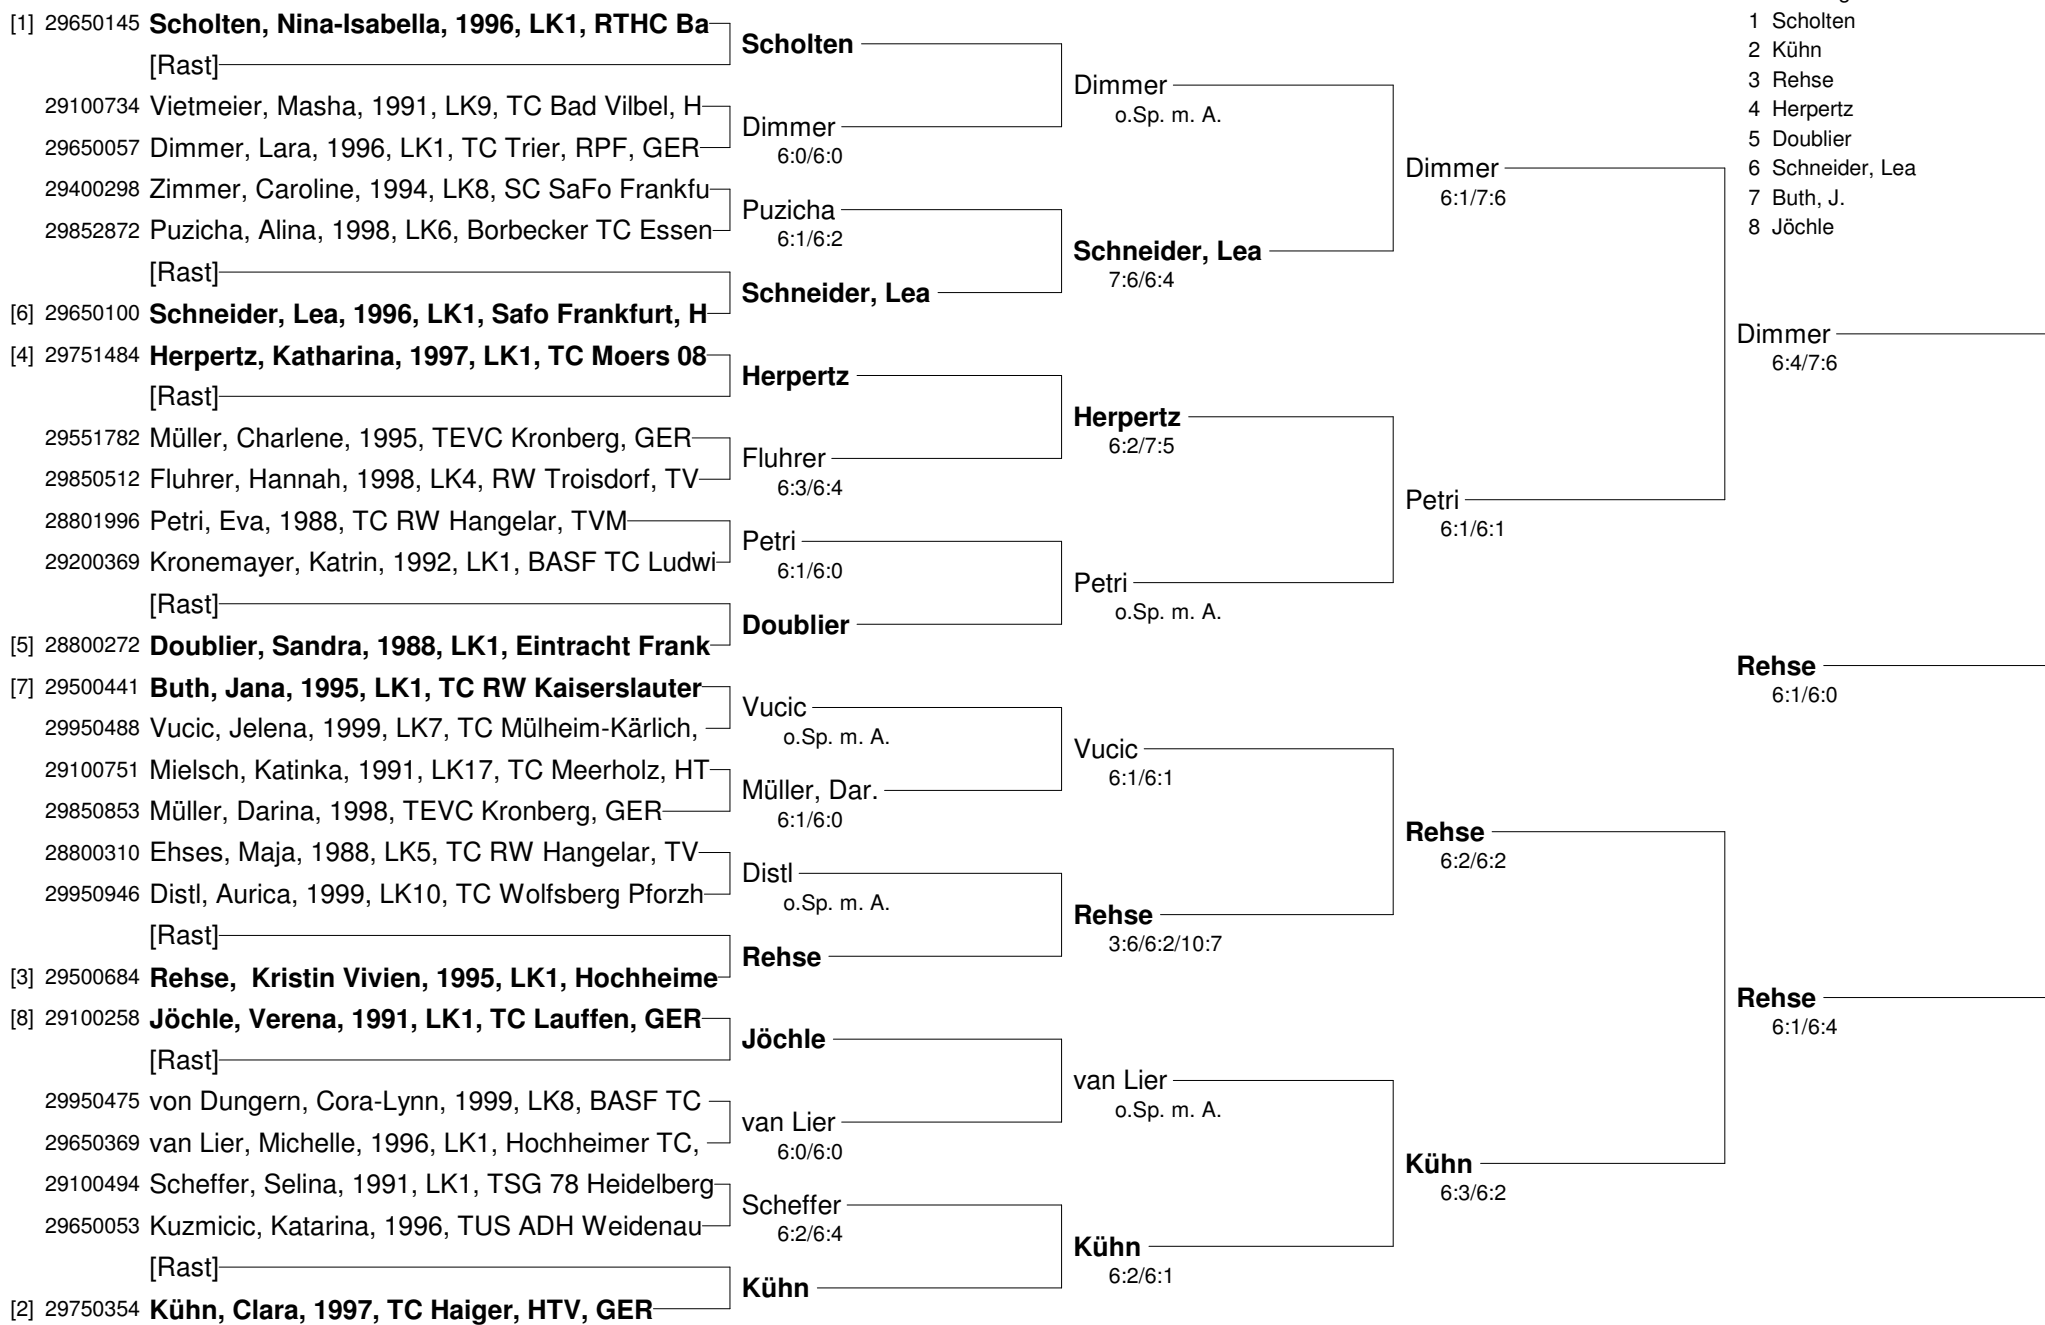 [1] 29650145 Scholten, Nina-Isabella, 1996, LK1, RTHC Ba
[Rast]
29100734 Vietmeier, Masha, 1991, LK9, TC Bad Vilbel, H
29650057 Dimmer, Lara, 1996, LK1, TC Trier, RPF, GER
29400298 Zimmer, Caroline, 1994, LK8, SC SaFo Frankfu
29852872 Puzicha, Alina, 1998, LK6, Borbecker TC Essen
[Rast]
[6] 29650100 Schneider, Lea, 1996, LK1, Safo Frankfurt, H
[4] 29751484 Herpertz, Katharina, 1997, LK1, TC Moers 08
[Rast]
29551782 Müller, Charlene, 1995, TEVC Kronberg, GER
29850512 Fluhrer, Hannah, 1998, LK4, RW Troisdorf, TV
28801996 Petri, Eva, 1988, TC RW Hangelar, TVM
29200369 Kronemayer, Katrin, 1992, LK1, BASF TC Ludwi
[Rast]
[5] 28800272 Doublier, Sandra, 1988, LK1, Eintracht Frank
[7] 29500441 Buth, Jana, 1995, LK1, TC RW Kaiserslauter
29950488 Vucic, Jelena, 1999, LK7, TC Mülheim-Kärlich,
29100751 Mielsch, Katinka, 1991, LK17, TC Meerholz, HT
29850853 Müller, Darina, 1998, TEVC Kronberg, GER
28800310 Ehses, Maja, 1988, LK5, TC RW Hangelar, TV
29950946 Distl, Aurica, 1999, LK10, TC Wolfsberg Pforzh
[Rast]
[3] 29500684 Rehse, Kristin Vivien, 1995, LK1, Hochheime
[8] 29100258 Jöchle, Verena, 1991, LK1, TC Lauffen, GER
[Rast]
29950475 von Dungern, Cora-Lynn, 1999, LK8, BASF TC
29650369 van Lier, Michelle, 1996, LK1, Hochheimer TC,
29100494 Scheffer, Selina, 1991, LK1, TSG 78 Heidelberg
29650053 Kuzmicic, Katarina, 1996, TUS ADH Weidenau
[Rast]
[2] 29750354 Kühn, Clara, 1997, TC Haiger, HTV, GER
Scholten
Dimmer
6:0/6:0
Puzicha
6:1/6:2
Schneider, Lea
Herpertz
Fluhrer
6:3/6:4
Petri
6:1/6:0
Doublier
Vucic
o.Sp. m. A.
Müller, Dar.
6:1/6:0
Distl
o.Sp. m. A.
Rehse
Jöchle
van Lier
6:0/6:0
Scheffer
6:2/6:4
Kühn
Dimmer
o.Sp. m. A.
Schneider, Lea
7:6/6:4
Herpertz
6:2/7:5
Petri
o.Sp. m. A.
Vucic
6:1/6:1
Rehse
3:6/6:2/10:7
van Lier
o.Sp. m. A.
Kühn
6:2/6:1
Dimmer
6:1/7:6
Petri
6:1/6:1
Rehse
6:2/6:2
Kühn
6:3/6:2
1 Scholten
2 Kühn
3 Rehse
4 Herpertz
5 Doublier
6 Schneider, Lea
7 Buth, J.
8 Jöchle
Dimmer
6:4/7:6
Rehse
6:1/6:0
Rehse
6:1/6:4